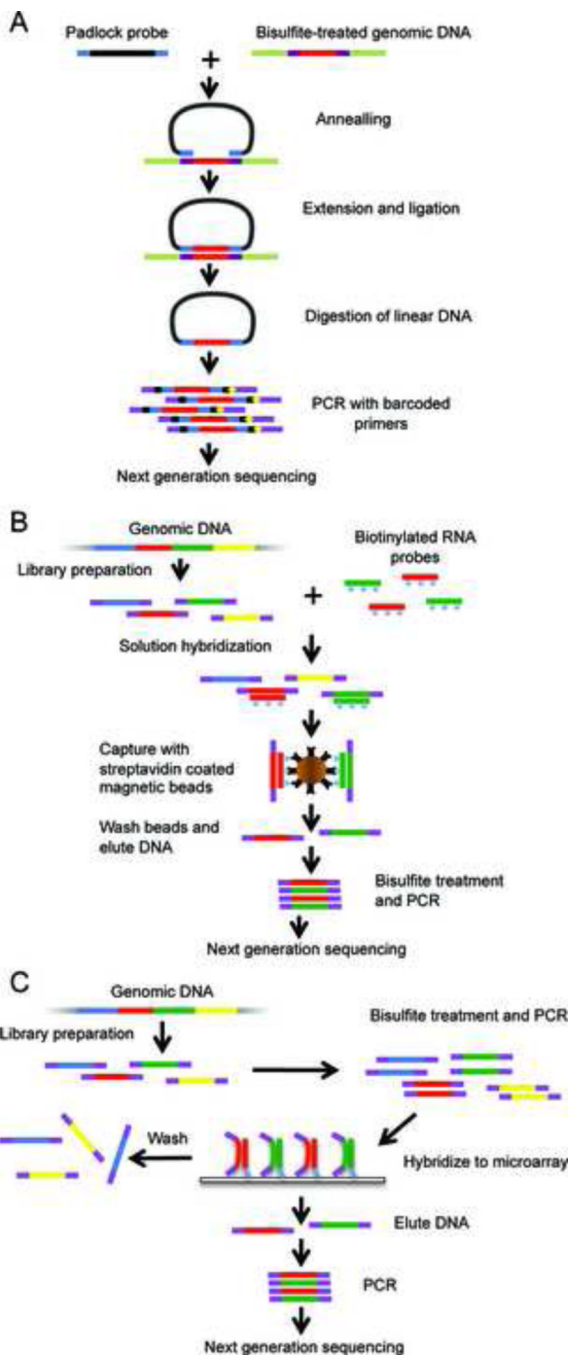 A
Padlock probe
Bisulfite-treated genomic DNA
+
Annealling
Extension and ligation
Digestion of linear DNA
PCR with barcoded
primers
Next generation sequencing
B
Genomic DNA
Biotinylated RNA
probes
Library preparation
+
Solution hybridization
Capture with
streptavidin coated
magnetic beads
Wash beads and
elute DNA
Bisulfite treatment
and PCR
Next generation sequencing
C
Genomic DNA
Bisulfite treatment and PCR
Library preparation
Wash
Hybridize to microarray
Elute DNA
PCR
Next generation sequencing